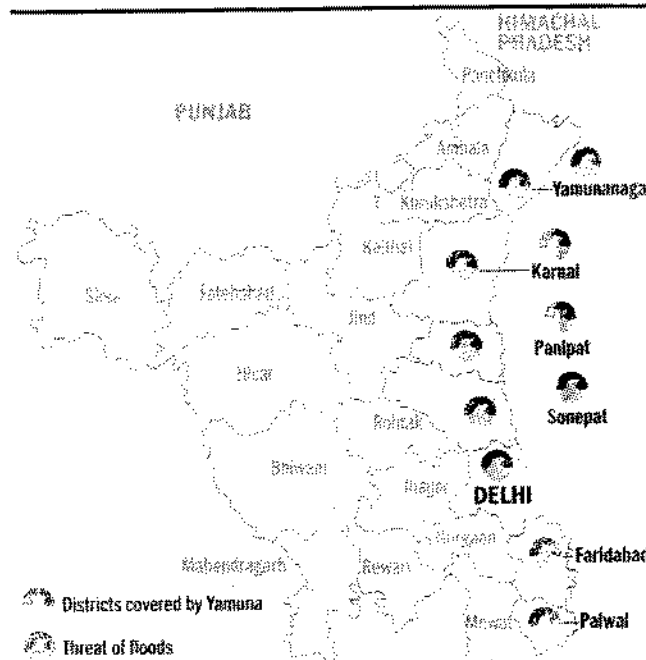 HIMACHAL
PRADESH
Panchkula
PUNJAB
Ambala
Yamunanaga
Kurukshetra
Kaithal
Karnal
Sirsa
Fatehabad
Jind
Panipat
Hisar
Sonepat
Rohtak
Bhiwani
Jhajjar
DELHI
Gurgaon
Faridabad
Mahendragarh
Rewari
Districts covered by Yamuna
Mewat
Palwal
Threat of floods